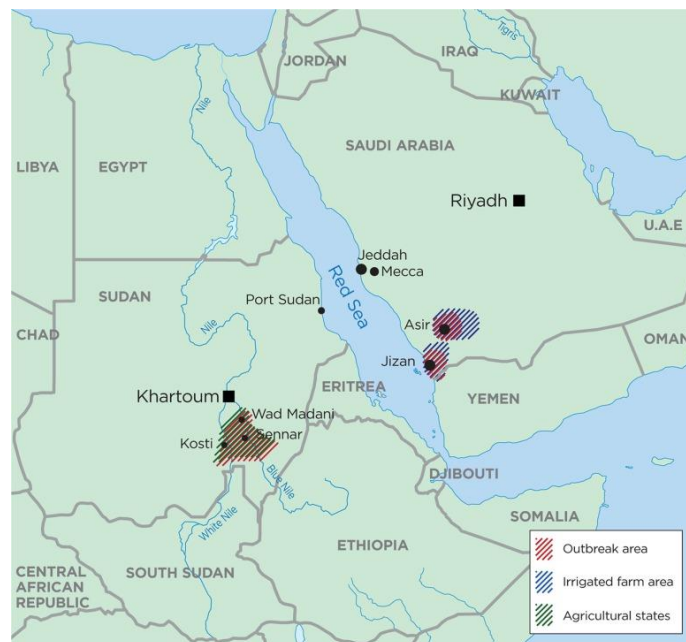 Tigris
JORDAN
IRAQ
KUWAIT
Nile
SAUDI ARABIA
LIBYA
EGYPT
Riyadh
U.A.E
Jeddah
Mecca
Red Sea
SUDAN
Port Sudan
Nile
CHAD
Asir
OMAN
Jizan
Khartoum
ERITREA
YEMEN
Wad Madani
Kosti
Sennar
Blue Nile
DJIBOUTI
White Nile
SOMALIA
ETHIOPIA
CENTRAL
AFRICAN
REPUBLIC
SOUTH SUDAN
Outbreak area
Irrigated farm area
Agricultural states